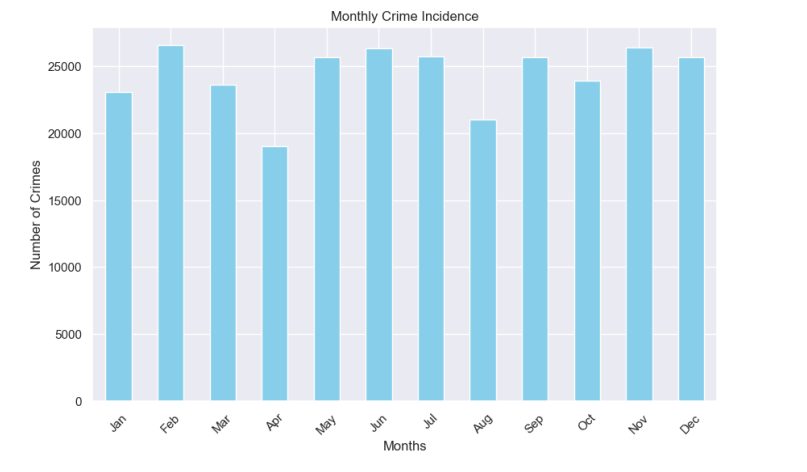 Monthly Crime Incidence
Number of Crimes
25000
20000
15000
10000
5000
0
Jan Feb Mar Apr May Jun Jul Aug Sep Oct Nov Dec
Months